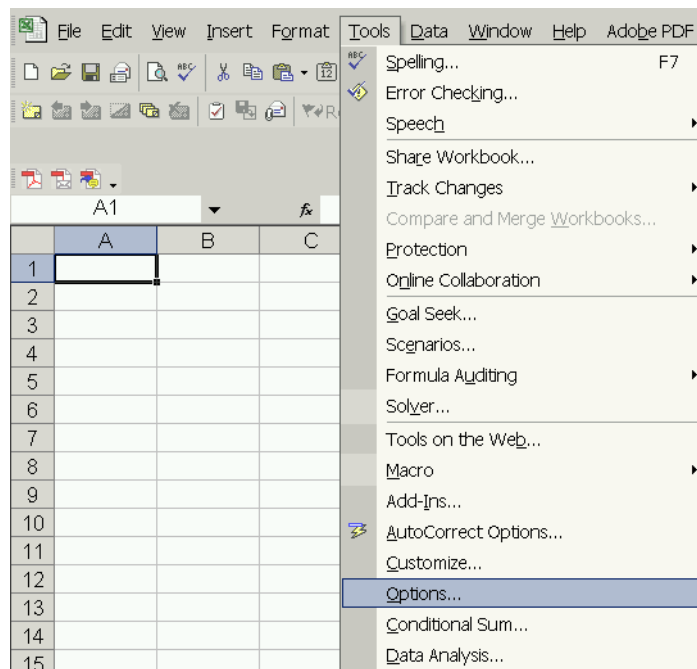 File Edit View Insert Format Tools Data Window Help Adobe PDF
ABC ABC Spelling... F7
12 Error Checking...
Speech
Share Workbook...
Track Changes
A1 fx Compare and Merge Workbooks...
A B C Protection
1 Online Collaboration
2 Goal Seek...
3 Scenarios...
4 Formula Auditing
5 Solver...
6 Tools on the Web...
7 Macro
8 Add-Ins...
9 AutoCorrect Options...
10 Customize...
11 Options...
12 Conditional Sum...
13 Data Analysis...
14
15